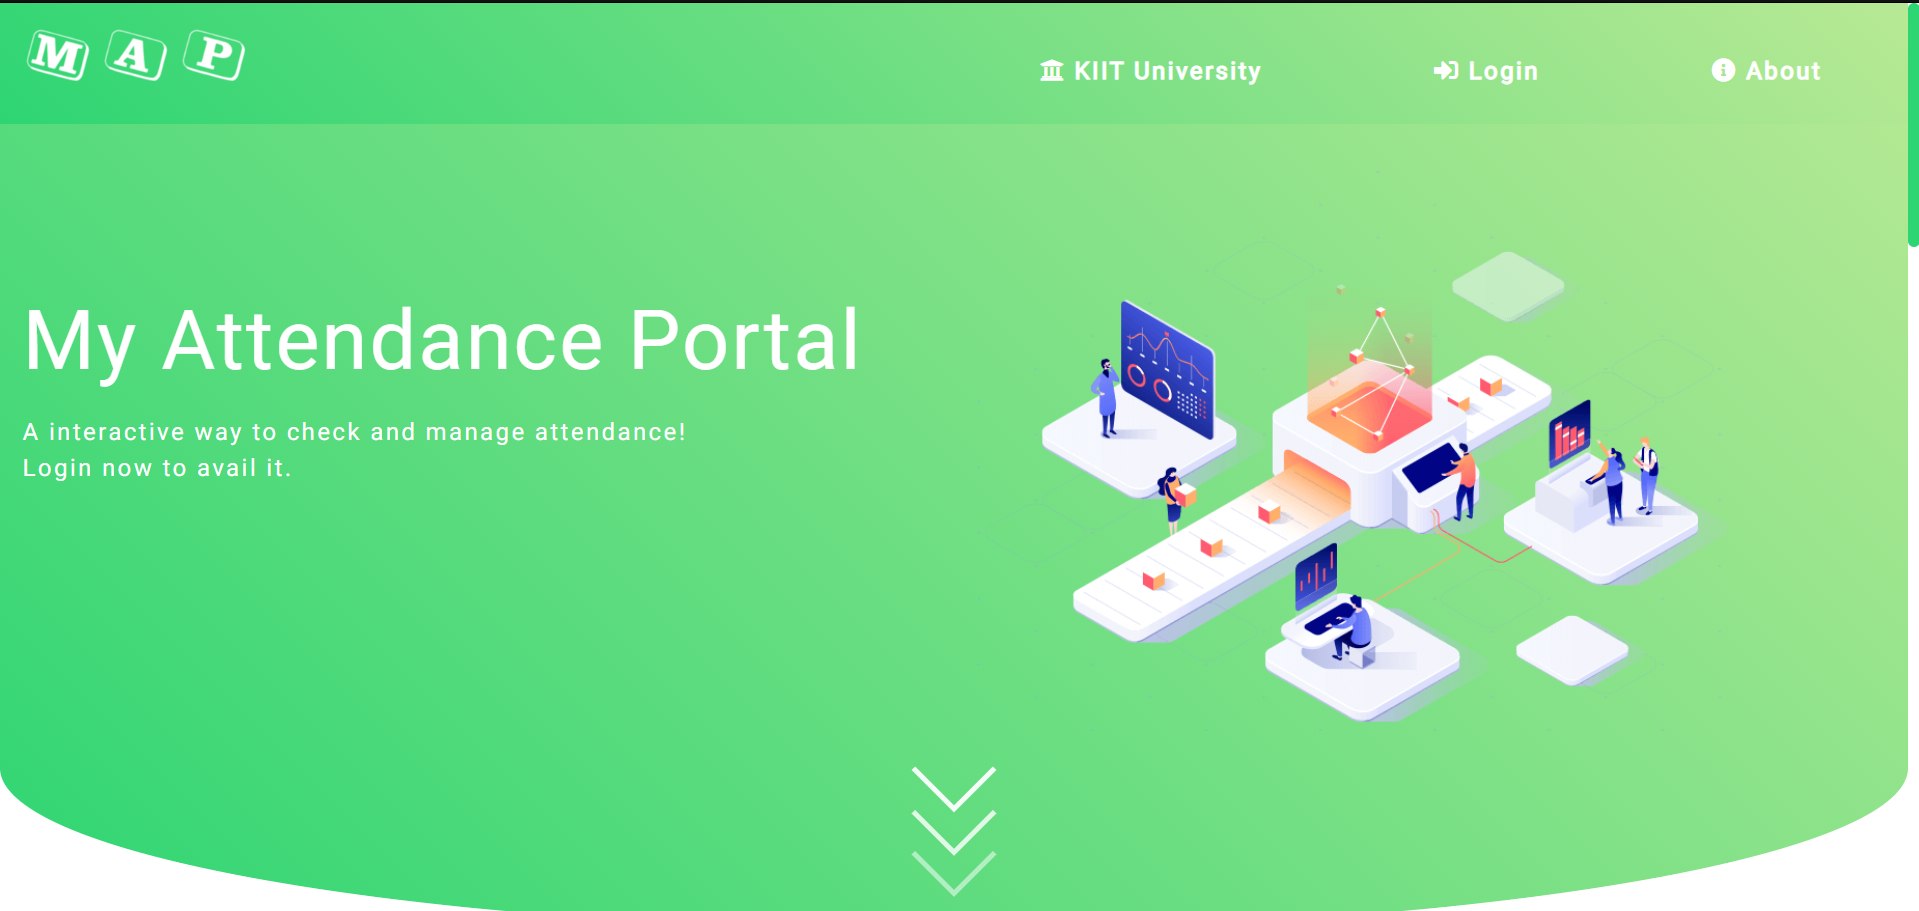 M A P
KIIT University
Login
About
My Attendance Portal
A interactive way to check and manage attendance!
Login now to avail it.